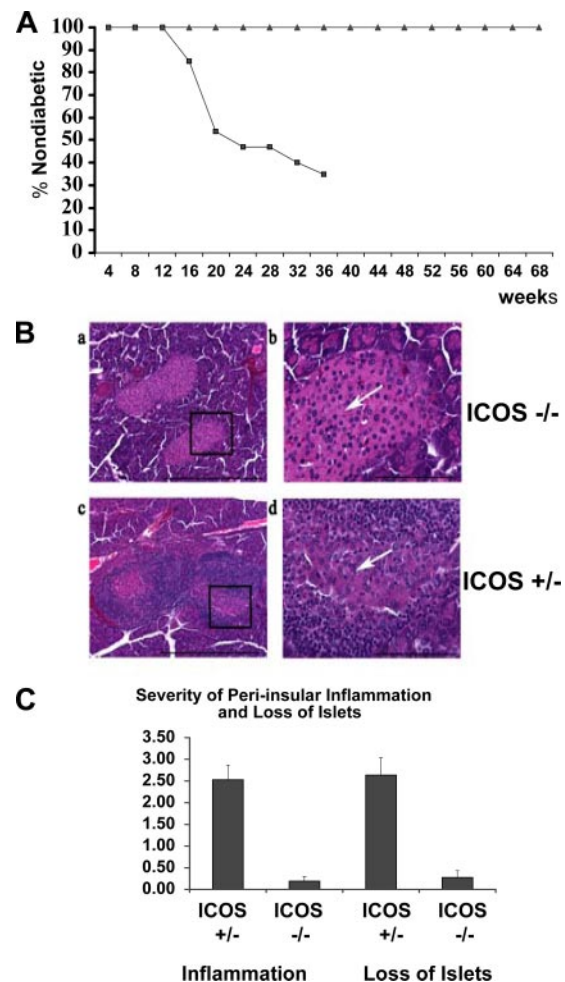 A
% Nondiabetic
100
90
80
70
60
50
40
30
20
10
0
4 8 12 16 20 24 28 32 36 40 44 48 52 56 60 64 68
weeks
B
a b
ICOS -/-
c d
ICOS +/-
C
Severity of Peri-insular Inflammation
and Loss of Islets
3.50
3.00
2.50
2.00
1.50
1.00
0.50
0.00
ICOS ICOS ICOS ICOS
+/- -/- +/- -/-
Inflammation Loss of Islets